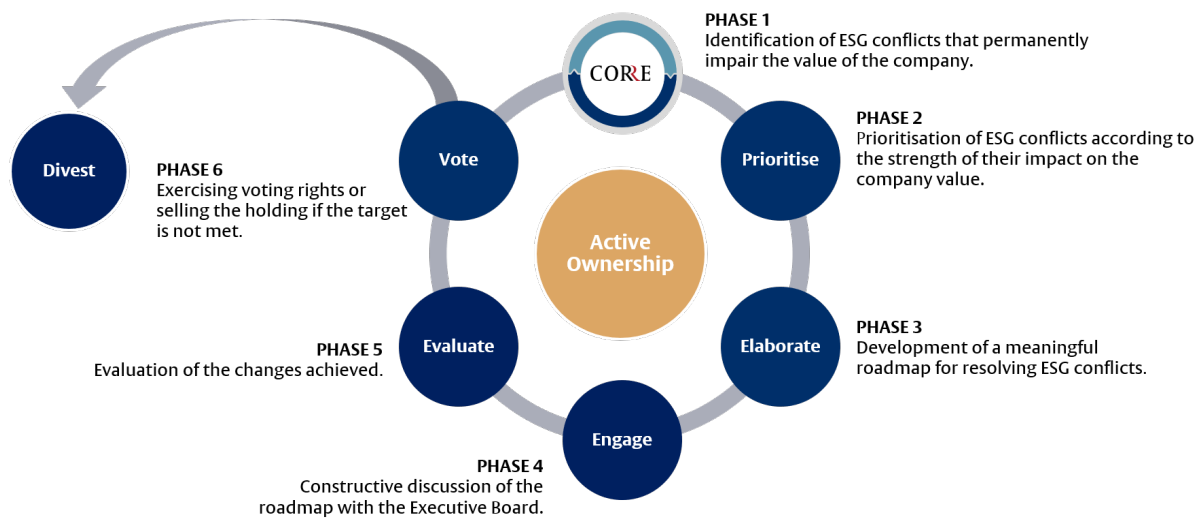 CORRE
PHASE 1
Identification of ESG conflicts that permanently
impair the value of the company.
Prioritise
PHASE 2
Prioritisation of ESG conflicts according to
the strength of their impact on the
company value.
Elaborate
PHASE 3
Development of a meaningful
roadmap for resolving ESG conflicts.
Engage
PHASE 4
Constructive discussion of the
roadmap with the Executive Board.
Evaluate
PHASE 5
Evaluation of the changes achieved.
Vote
PHASE 6
Exercising voting rights or
selling the holding if the target
is not met.
Divest
Active
Ownership